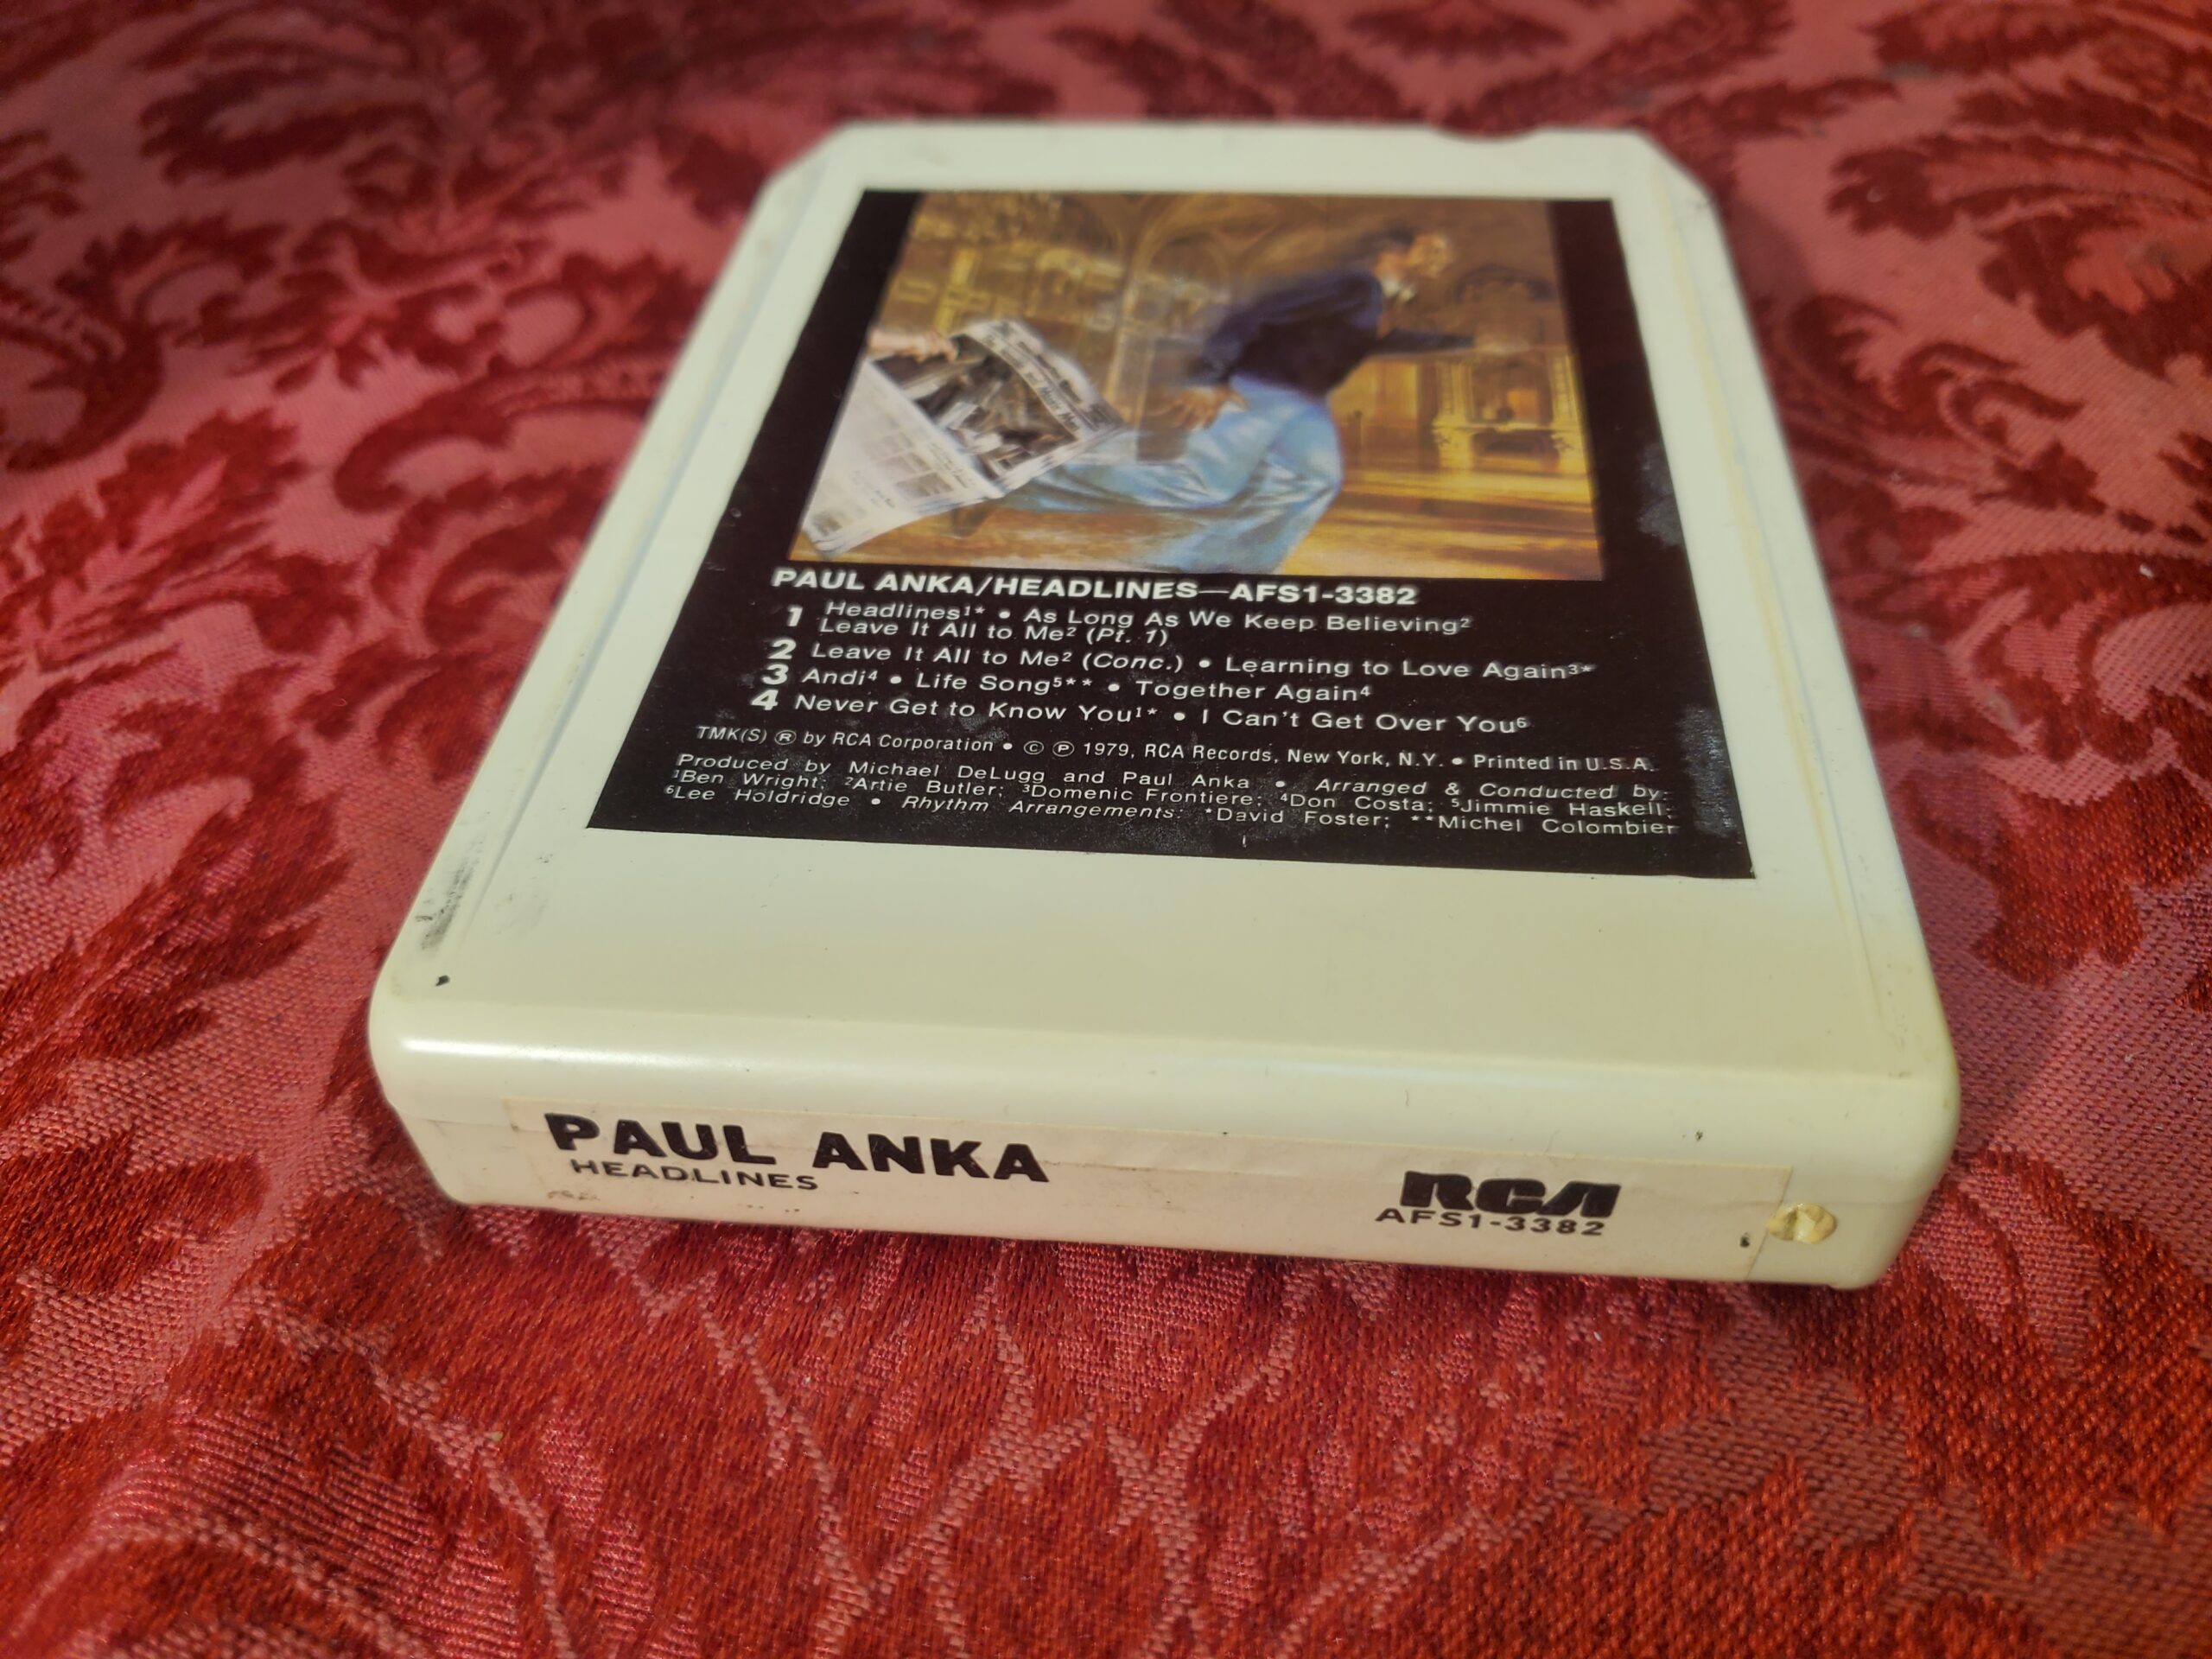 PAUL ANKA/HEADLINES—AFS1-3382
1 Headlines¹* • As Long As We Keep Believing²
Leave It All to Me² (Pt. 1)
2 Leave It All to Me² (Conc.) • Learning to Love Again³*
3 Andi⁴ • Life Song⁵** • Together Again⁴
4 Never Get to Know You¹* • I Can't Get Over You⁶
TMK(S) ® by RCA Corporation • © ℗ 1979, RCA Records, New York, N.Y. • Printed in U.S.A.
Produced by Michael DeLugg and Paul Anka • Arranged & Conducted by:
¹Ben Wright; ²Artie Butler; ³Domenic Frontiere; ⁴Don Costa; ⁵Jimmie Haskell;
⁶Lee Holdridge • Rhythm Arrangements: *David Foster; **Michel Colombier
PAUL ANKA
HEADLINES
RCA
AFS1-3382